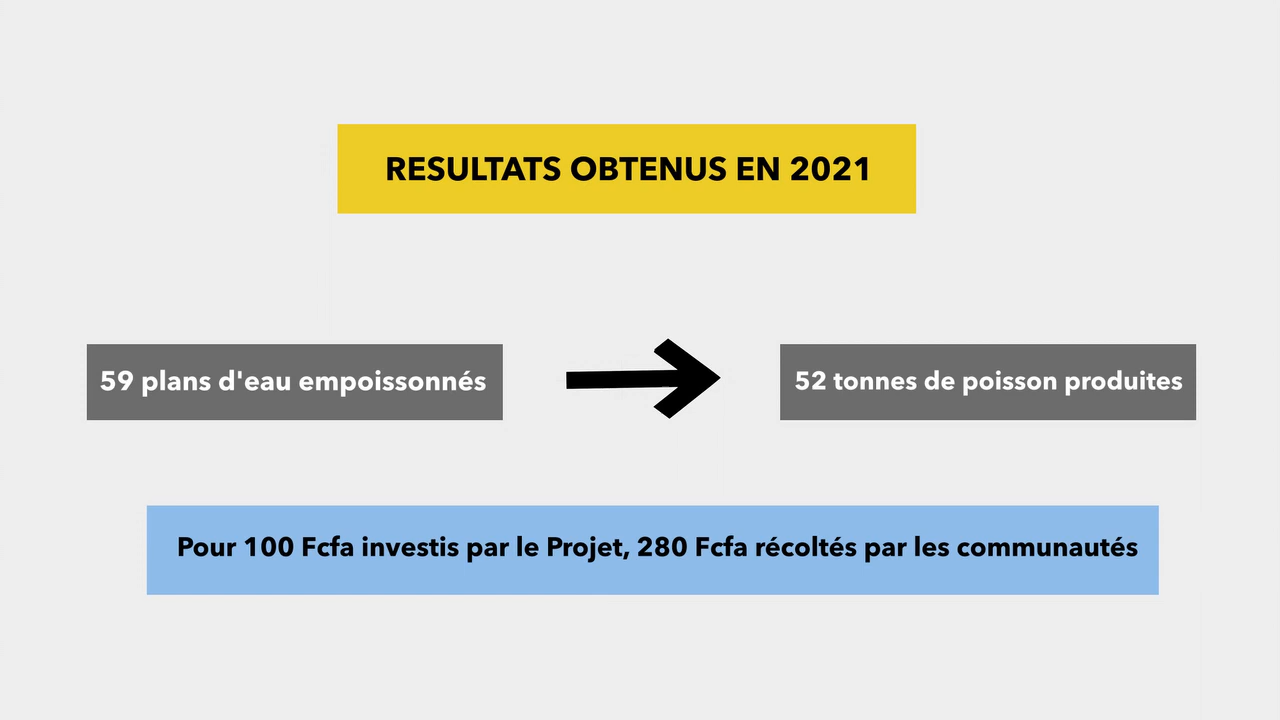 RESULTATS OBTENUS EN 2021
59 plans d'eau empoissonnés
52 tonnes de poisson produites
Pour 100 Fcfa investis par le Projet, 280 Fcfa récoltés par les communautés